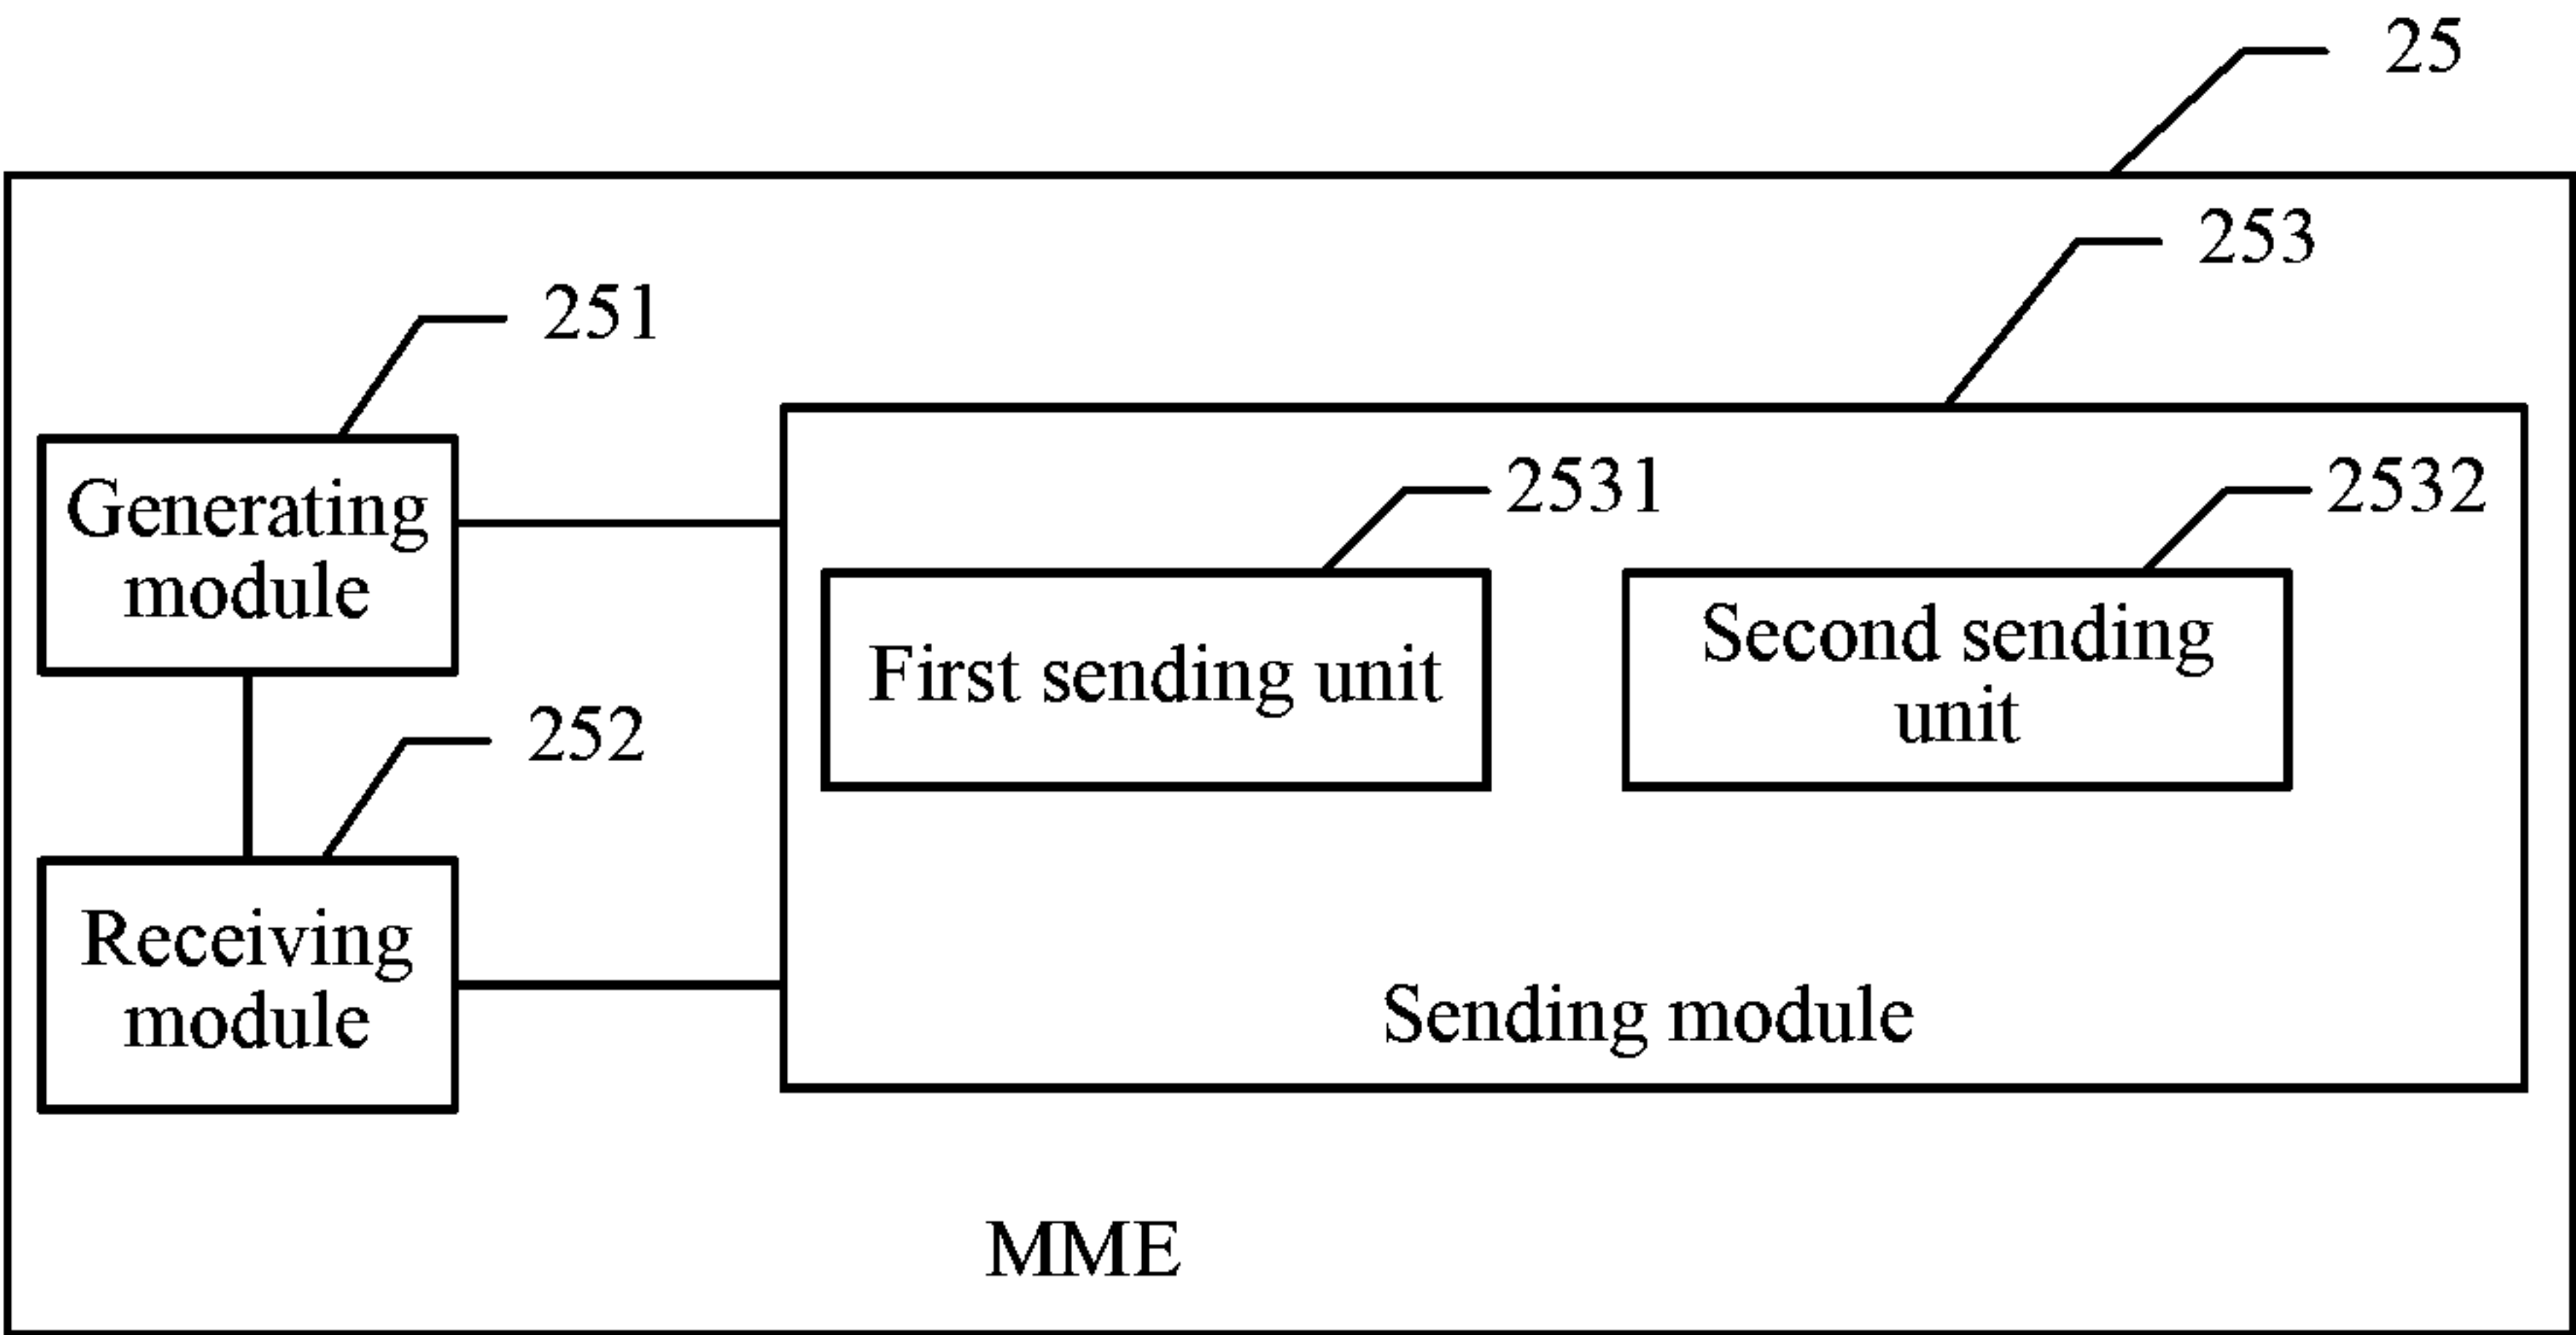 25
253
251
Generating
module
2531
2532
First sending unit
Second sending
unit
252
Receiving
module
Sending module
MME